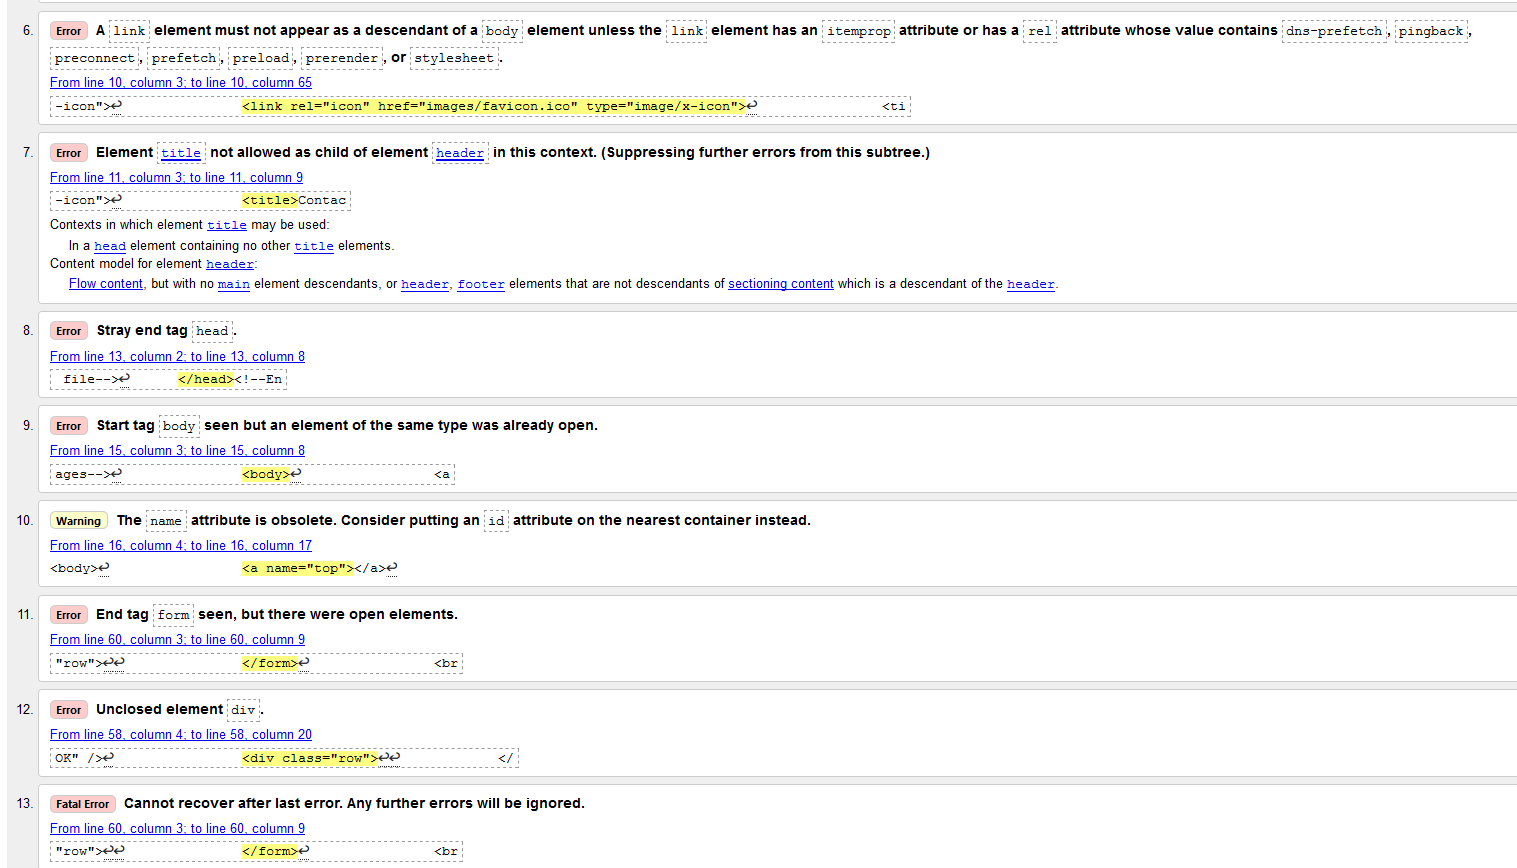 6. Error A link element must not appear as a descendant of a body element unless the link element has an itemprop attribute or has a rel attribute whose value contains dns-prefetch, pingback,
preconnect, prefetch, preload, prerender, or stylesheet.
From line 10, column 3; to line 10, column 65
-icon">↩ <link rel="icon" href="images/favicon.ico" type="image/x-icon">↩ <ti
7. Error Element title not allowed as child of element header in this context. (Suppressing further errors from this subtree.)
From line 11, column 3; to line 11, column 9
-icon">↩ <title>Contac
Contexts in which element title may be used:
In a head element containing no other title elements.
Content model for element header:
Flow content, but with no main element descendants, or header, footer elements that are not descendants of sectioning content which is a descendant of the header.
8. Error Stray end tag head.
From line 13, column 2; to line 13, column 8
file-->↩ </head><!--En
9. Error Start tag body seen but an element of the same type was already open.
From line 15, column 3; to line 15, column 8
ages-->↩ <body>↩ <a
10. Warning The name attribute is obsolete. Consider putting an id attribute on the nearest container instead.
From line 16, column 4; to line 16, column 17
<body>↩ <a name="top"></a>↩
11. Error End tag form seen, but there were open elements.
From line 60, column 3; to line 60, column 9
"row">↩↩ </form>↩ <br
12. Error Unclosed element div.
From line 58, column 4; to line 58, column 20
OK" />↩ <div class="row">↩↩ </
13. Fatal Error Cannot recover after last error. Any further errors will be ignored.
From line 60, column 3; to line 60, column 9
"row">↩↩ </form>↩ <br